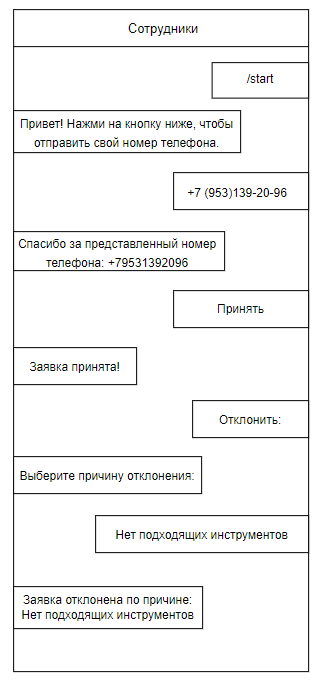 Сотрудники
/start
Привет! Нажми на кнопку ниже, чтобы
отправить свой номер телефона.
+7 (953)139-20-96
Спасибо за представленный номер
телефона: +79531392096
Принять
Заявка принята!
Отклонить:
Выберите причину отклонения:
Нет подходящих инструментов
Заявка отклонена по причине:
Нет подходящих инструментов